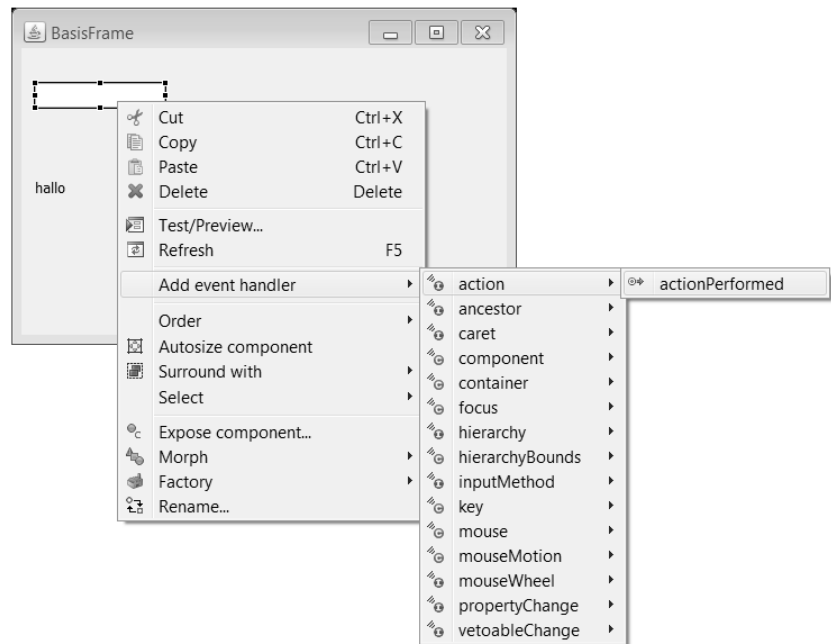 BasisFrame
hallo
Cut Ctrl+X
Copy Ctrl+C
Paste Ctrl+V
Delete Delete
Test/Preview...
Refresh F5
Add event handler
Order
Autosize component
Surround with
Select
Expose component...
Morph
Factory
Rename...
action
ancestor
caret
component
container
focus
hierarchy
hierarchyBounds
inputMethod
key
mouse
mouseMotion
mouseWheel
propertyChange
vetoableChange
actionPerformed